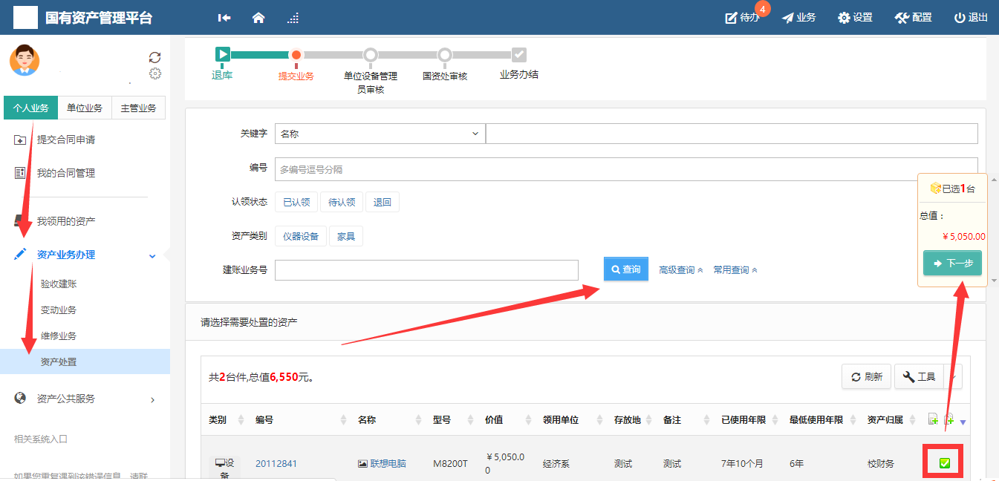 国有资产管理平台
待办
4
业务
设置
配置
退出
个人业务
单位业务
主管业务
提交合同申请
我的合同管理
我领用的资产
资产业务办理
验收建账
变动业务
维修业务
资产处置
资产公共服务
相关系统入口
如果您重复遇到该错误信息，请联
退库
提交业务
单位设备管理
员审核
国资处审核
业务办结
关键字
名称
编号
多编号逗号分隔
认领状态
已认领
待认领
退回
资产类别
仪器设备
家具
建账业务号
查询
高级查询
常用查询
已选1台
总值：
￥5,050.00
下一步
请选择需要处置的资产
共2台件,总值6,550元。
刷新
工具
类别
编号
名称
型号
价值
领用单位
存放地
备注
已使用年限
最低使用年限
资产归属
设
备
20112841
联想电脑
M8200T
￥5,050.0
0
经济系
测试
测试
7年10个月
6年
校财务